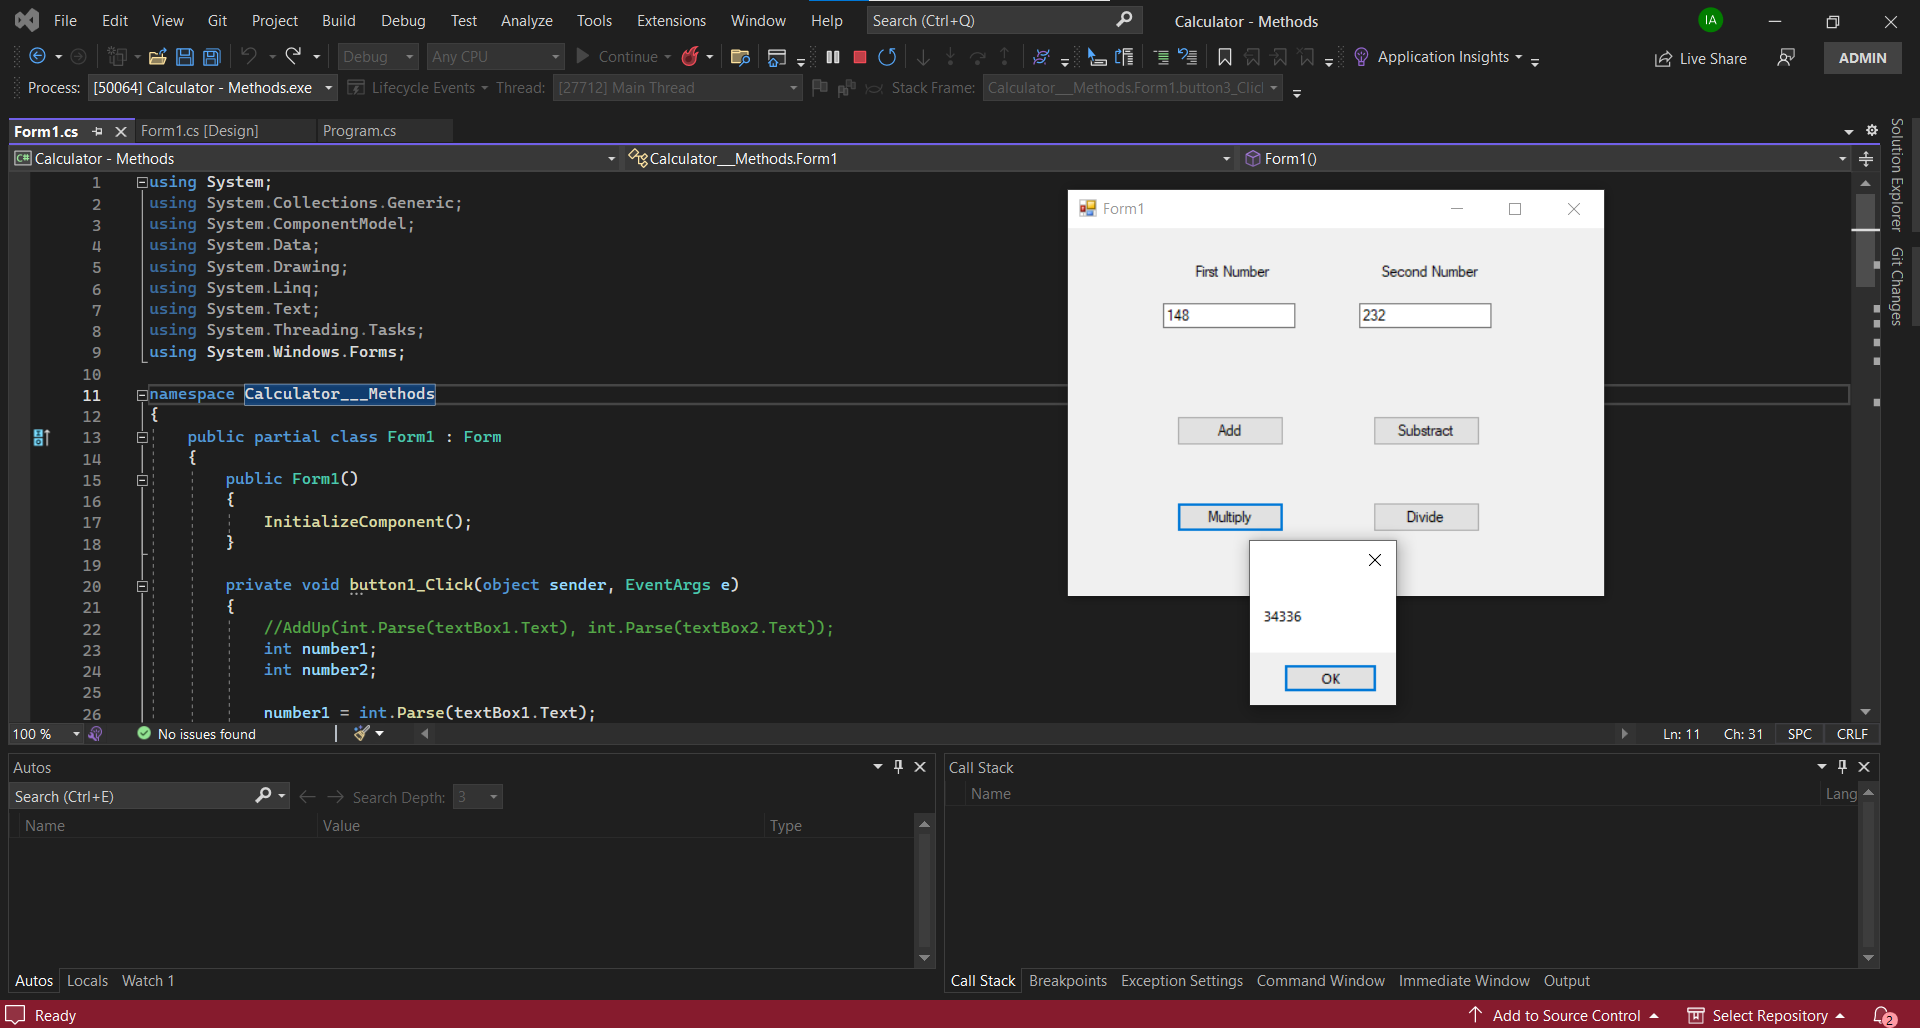 File Edit View Git Project Build Debug Test Analyze Tools Extensions Window Help Search (Ctrl+Q) Calculator - Methods IA
Debug Any CPU Continue Application Insights Live Share ADMIN
Process: [50064] Calculator - Methods.exe Lifecycle Events Thread: [27712] Main Thread Stack Frame: Calculator___Methods.Form1.button3_Clic
Form1.cs Form1.cs [Design] Program.cs
Calculator - Methods Calculator___Methods.Form1 Form1()
Solution Explorer
Git Changes
1 using System;
2 using System.Collections.Generic;
3 using System.ComponentModel;
4 using System.Data;
5 using System.Drawing;
6 using System.Linq;
7 using System.Text;
8 using System.Threading.Tasks;
9 using System.Windows.Forms;
10
11 namespace Calculator___Methods
12 {
13 public partial class Form1 : Form
14 {
15 public Form1()
16 {
17 InitializeComponent();
18 }
19
20 private void button1_Click(object sender, EventArgs e)
21 {
22 //AddUp(int.Parse(textBox1.Text), int.Parse(textBox2.Text));
23 int number1;
24 int number2;
25
26 number1 = int.Parse(textBox1.Text);
Form1
First Number Second Number
148 232
Add Substract
Multiply Divide
34336
OK
100 % No issues found Ln: 11 Ch: 31 SPC CRLF
Autos
Search (Ctrl+E) Search Depth: 3
Name Value Type
Autos Locals Watch 1
Call Stack
Name Lang
Call Stack Breakpoints Exception Settings Command Window Immediate Window Output
Ready Add to Source Control Select Repository 2